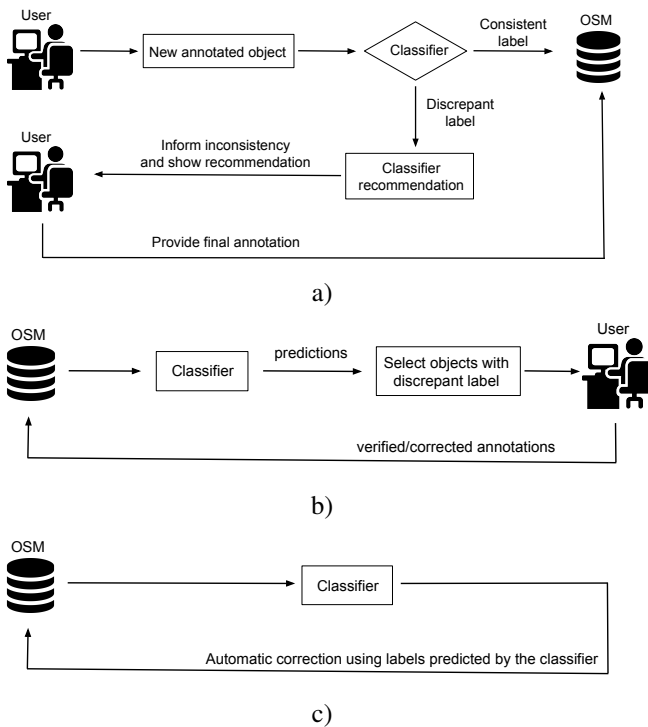 User
New annotated object
Classifier
Consistent
label
OSM
Discrepant
label
User
Inform inconsistency
and show recommendation
Classifier
recommendation
Provide final annotation
a)
OSM
Classifier
predictions
Select objects with
discrepant label
User
verified/corrected annotations
b)
OSM
Classifier
Automatic correction using labels predicted by the classifier
c)